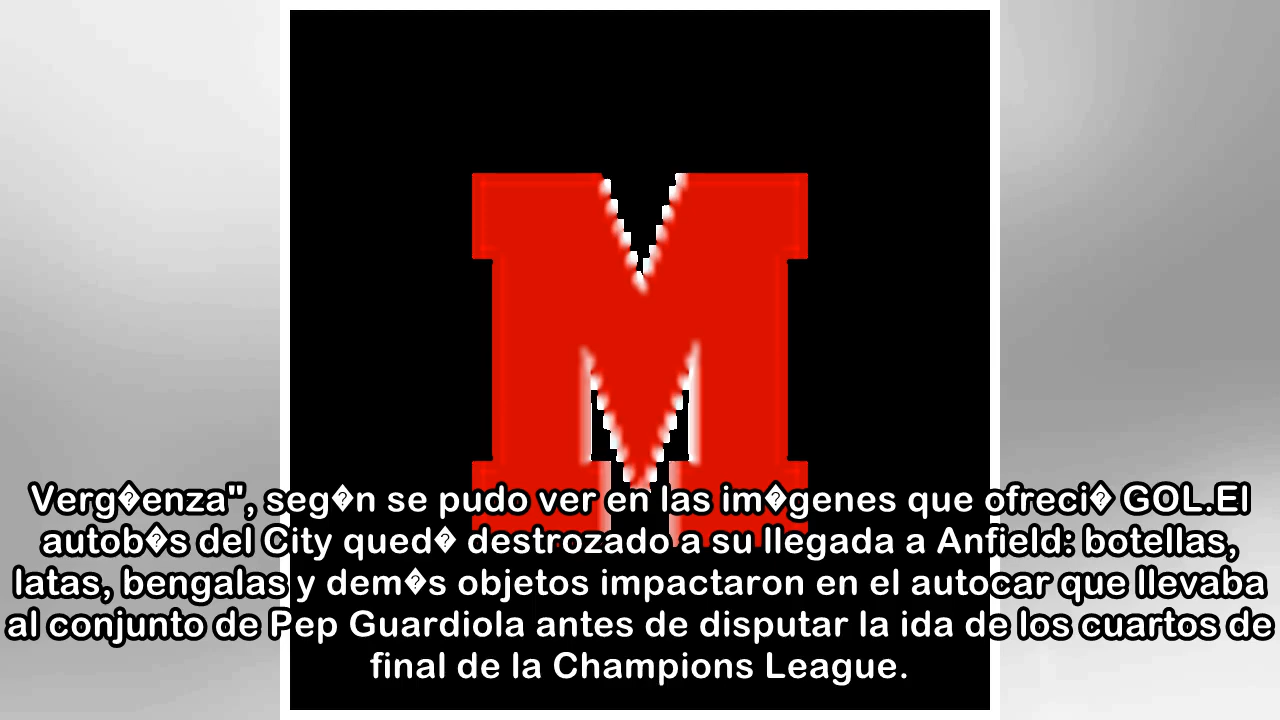 M
Verg�enza", seg�n se pudo ver en las im�genes que ofreci� GOL.El
autob�s del City qued� destrozado a su llegada a Anfield: botellas,
latas, bengalas y dem�s objetos impactaron en el autocar que llevaba
al conjunto de Pep Guardiola antes de disputar la ida de los cuartos de
final de la Champions League.